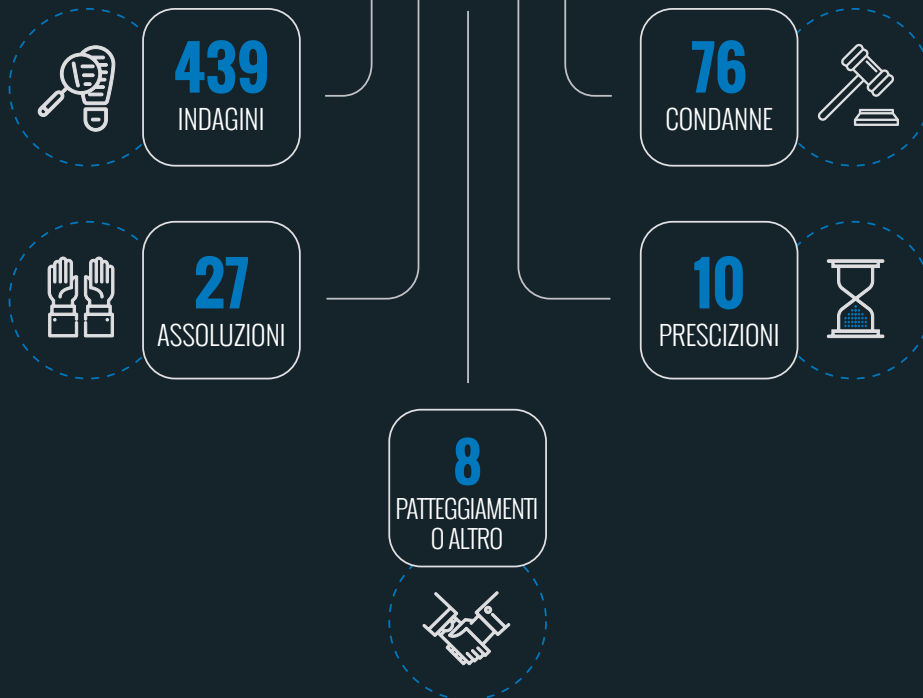 439
INDAGINI
76
CONDANNE
27
ASSOLUZIONI
10
PRESCIZIONI
8
PATTEGGIAMENTI
O ALTRO